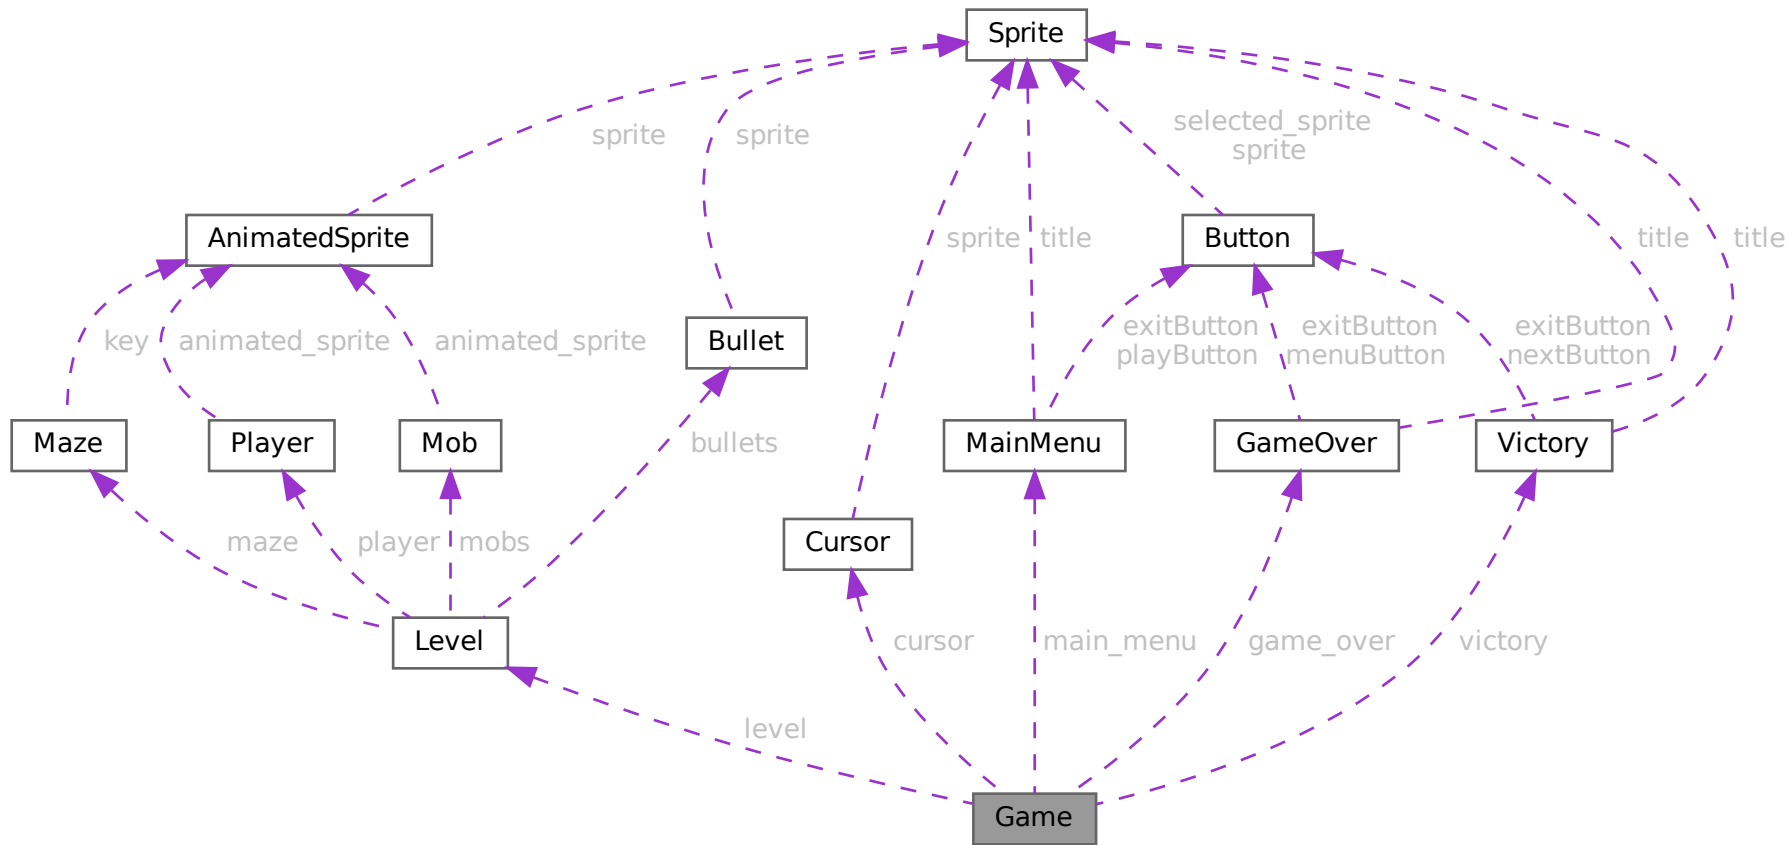 Sprite
selected_sprite
sprite
sprite
sprite
AnimatedSprite
sprite
title
Button
title
title
key
animated_sprite
animated_sprite
Bullet
exitButton
playButton
exitButton
menuButton
exitButton
nextButton
Maze
Player
Mob
bullets
MainMenu
GameOver
Victory
maze
player
mobs
Cursor
Level
cursor
main_menu
game_over
victory
level
Game